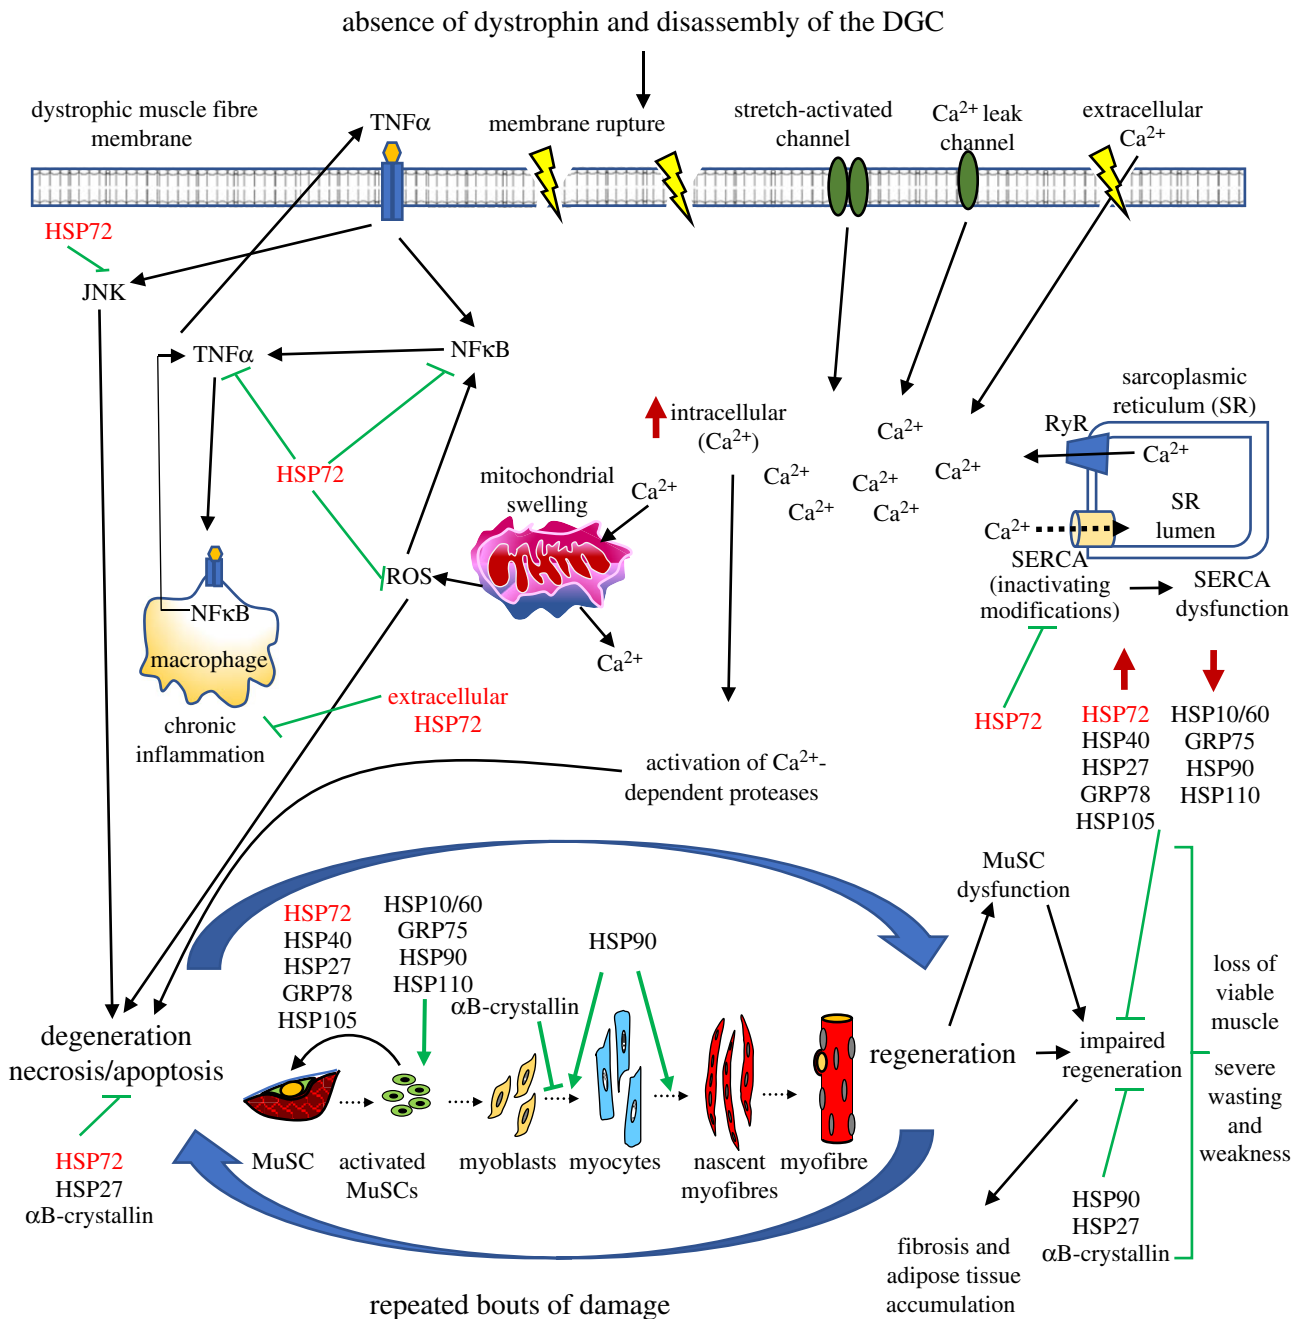 absence of dystrophin and disassembly of the DGC
dystrophic muscle fibre
membrane
TNFα
membrane rupture
stretch-activated
channel
Ca²⁺ leak
channel
extracellular
Ca²⁺
HSP72
JNK
TNFα
NFκB
HSP72
intracellular
(Ca²⁺)
mitochondrial
swelling
Ca²⁺
Ca²⁺
Ca²⁺
Ca²⁺
Ca²⁺
Ca²⁺
Ca²⁺
sarcoplasmic
reticulum (SR)
RyR
Ca²⁺
SR
lumen
Ca²⁺
SERCA
(inactivating
modifications)
SERCA
dysfunction
ROS
Ca²⁺
NFκB
macrophage
chronic
inflammation
extracellular
HSP72
activation of Ca²⁺-
dependent proteases
HSP72
HSP72
HSP40
HSP27
GRP78
HSP105
HSP10/60
GRP75
HSP90
HSP110
MuSC
dysfunction
HSP72
HSP40
HSP27
GRP78
HSP105
HSP10/60
GRP75
HSP90
HSP110
αB-crystallin
HSP90
degeneration
necrosis/apoptosis
HSP72
HSP27
αB-crystallin
MuSC
activated
MuSCs
myoblasts
myocytes
nascent
myofibres
myofibre
regeneration
impaired
regeneration
loss of
viable
muscle
severe
wasting
and
weakness
HSP90
HSP27
αB-crystallin
fibrosis and
adipose tissue
accumulation
repeated bouts of damage